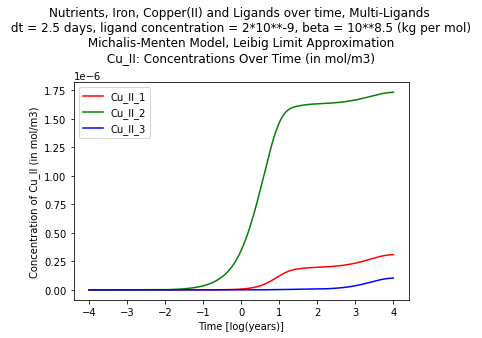 Nutrients, Iron, Copper(II) and Ligands over time, Multi-Ligands
dt = 2.5 days, ligand concentration = 2*10**-9, beta = 10**8.5 (kg per mol)
Michalis-Menten Model, Leibig Limit Approximation
Cu_II: Concentrations Over Time (in mol/m3)
1e−6
Cu_II_1
Cu_II_2
Cu_II_3
1.75
1.50
1.25
1.00
0.75
0.50
0.25
0.00
Concentration of Cu_II (in mol/m3)
−4 −3 −2 −1 0 1 2 3 4
Time [log(years)]